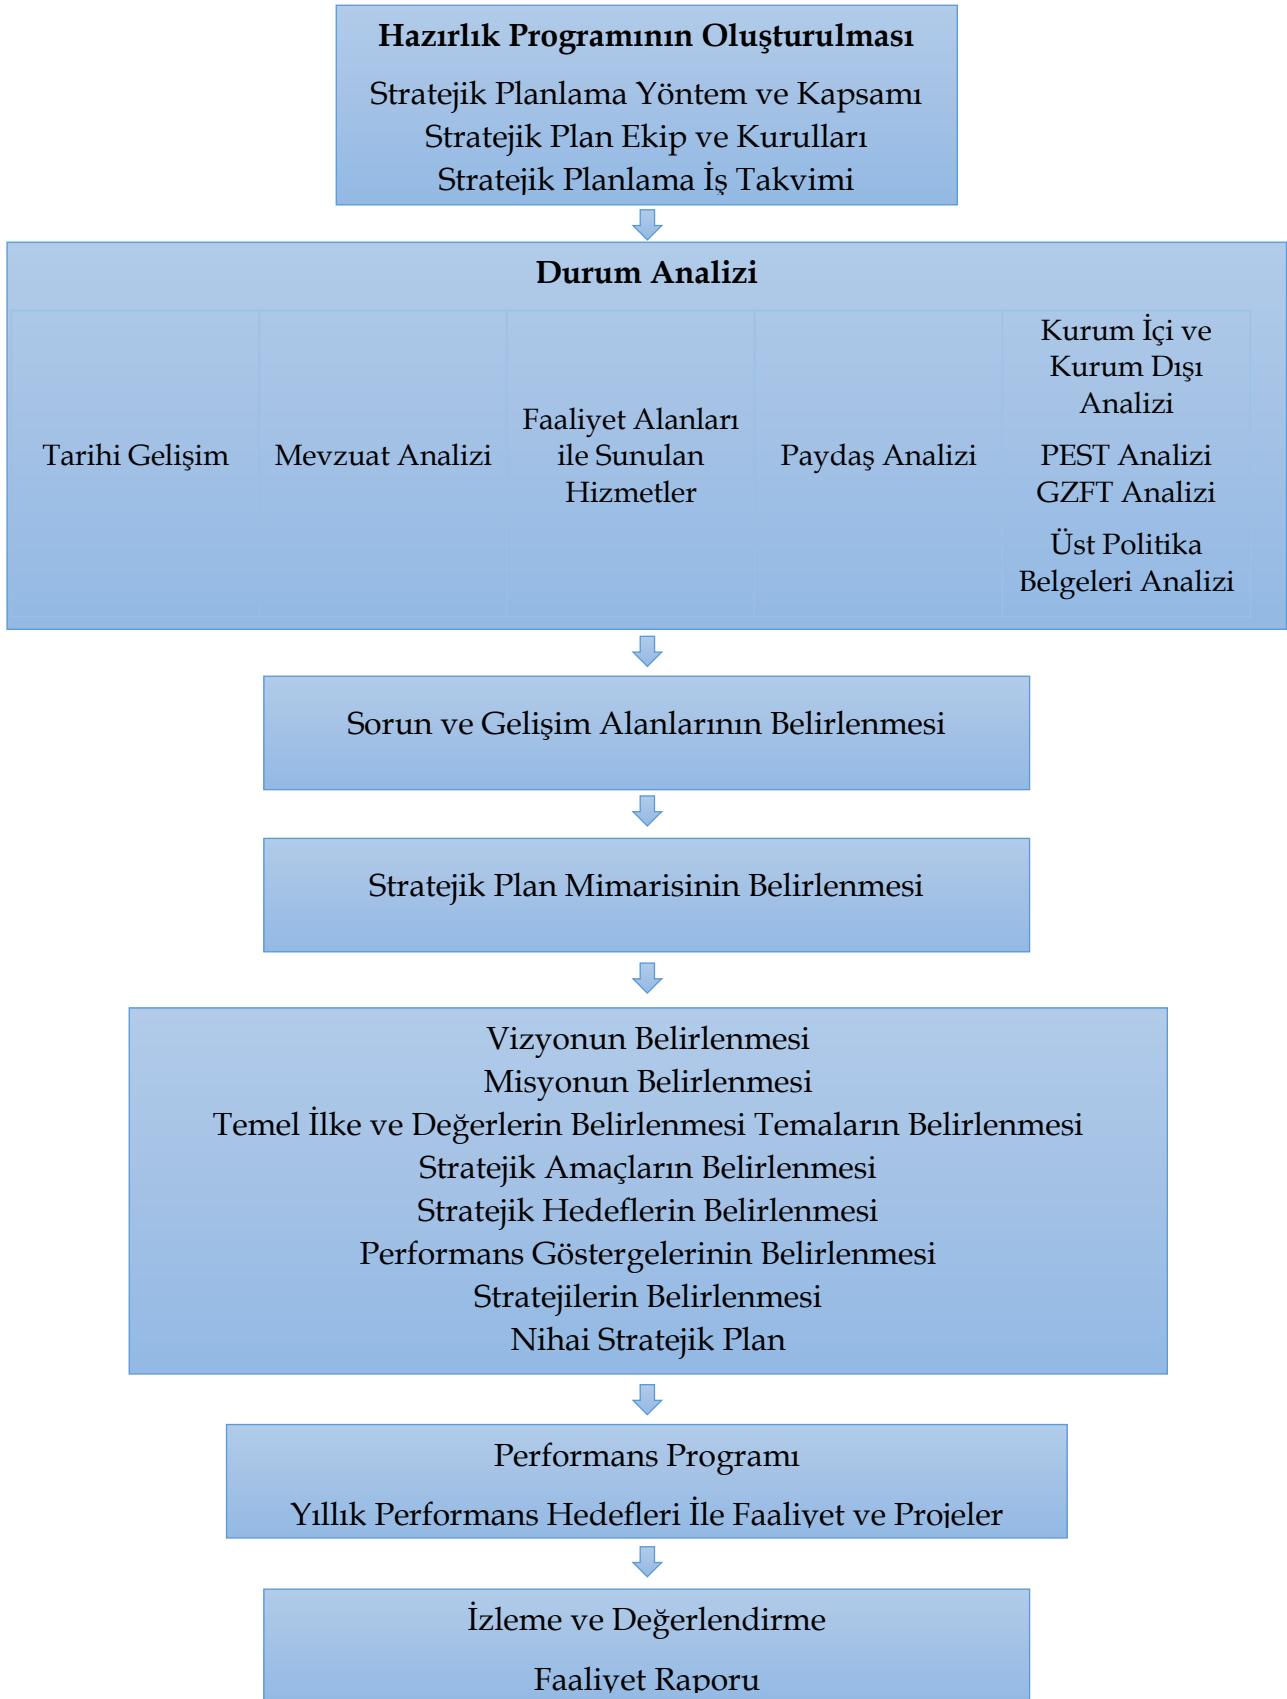 Hazırlık Programının Oluşturulması
Stratejik Planlama Yöntem ve Kapsamı
Stratejik Plan Ekip ve Kurulları
Stratejik Planlama İş Takvimi
Durum Analizi
Tarihi Gelişim
Mevzuat Analizi
Faaliyet Alanları
ile Sunulan
Hizmetler
Paydaş Analizi
Kurum İçi ve
Kurum Dışı
Analizi
PEST Analizi
GZFT Analizi
Üst Politika
Belgeleri Analizi
Sorun ve Gelişim Alanlarının Belirlenmesi
Stratejik Plan Mimarisinin Belirlenmesi
Vizyonun Belirlenmesi
Misyonun Belirlenmesi
Temel İlke ve Değerlerin Belirlenmesi Temaların Belirlenmesi
Stratejik Amaçların Belirlenmesi
Stratejik Hedeflerin Belirlenmesi
Performans Göstergelerinin Belirlenmesi
Stratejilerin Belirlenmesi
Nihai Stratejik Plan
Performans Programı
Yıllık Performans Hedefleri İle Faaliyet ve Projeler
İzleme ve Değerlendirme
Faaliyet Raporu